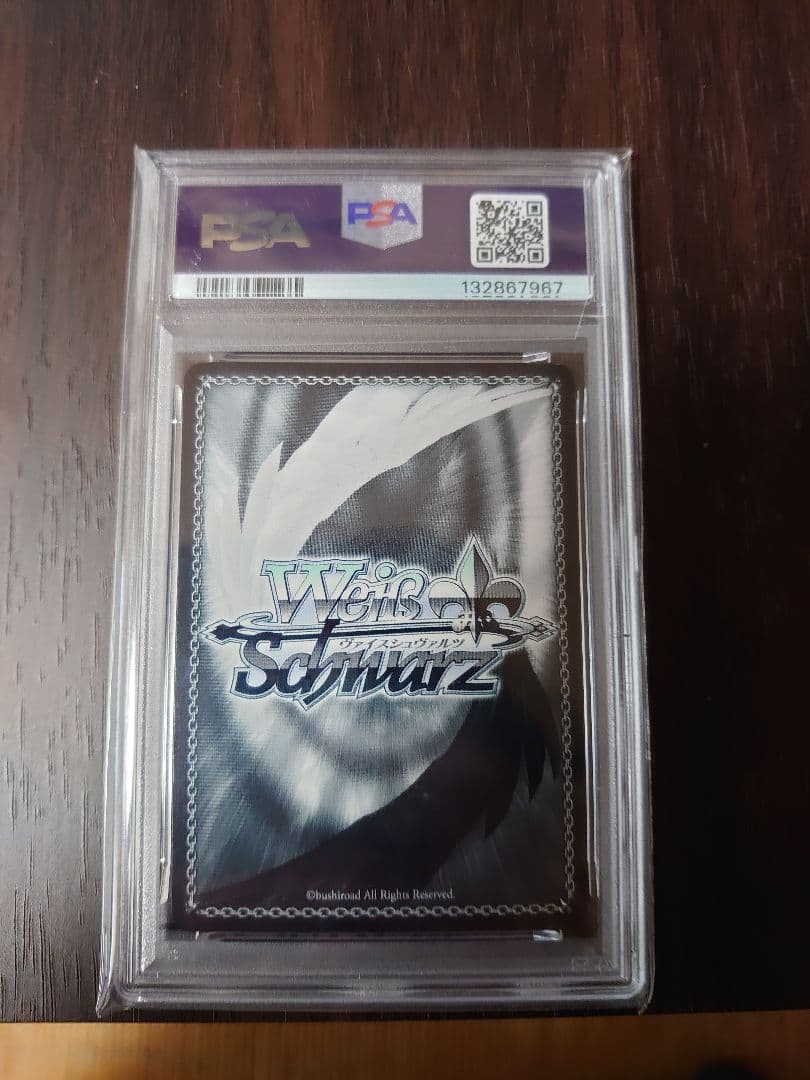 PSA
PSA
132867967
Weiß
ヴァイスシュヴァルツ
Schwarz
©bushiroad All Rights Reserved.